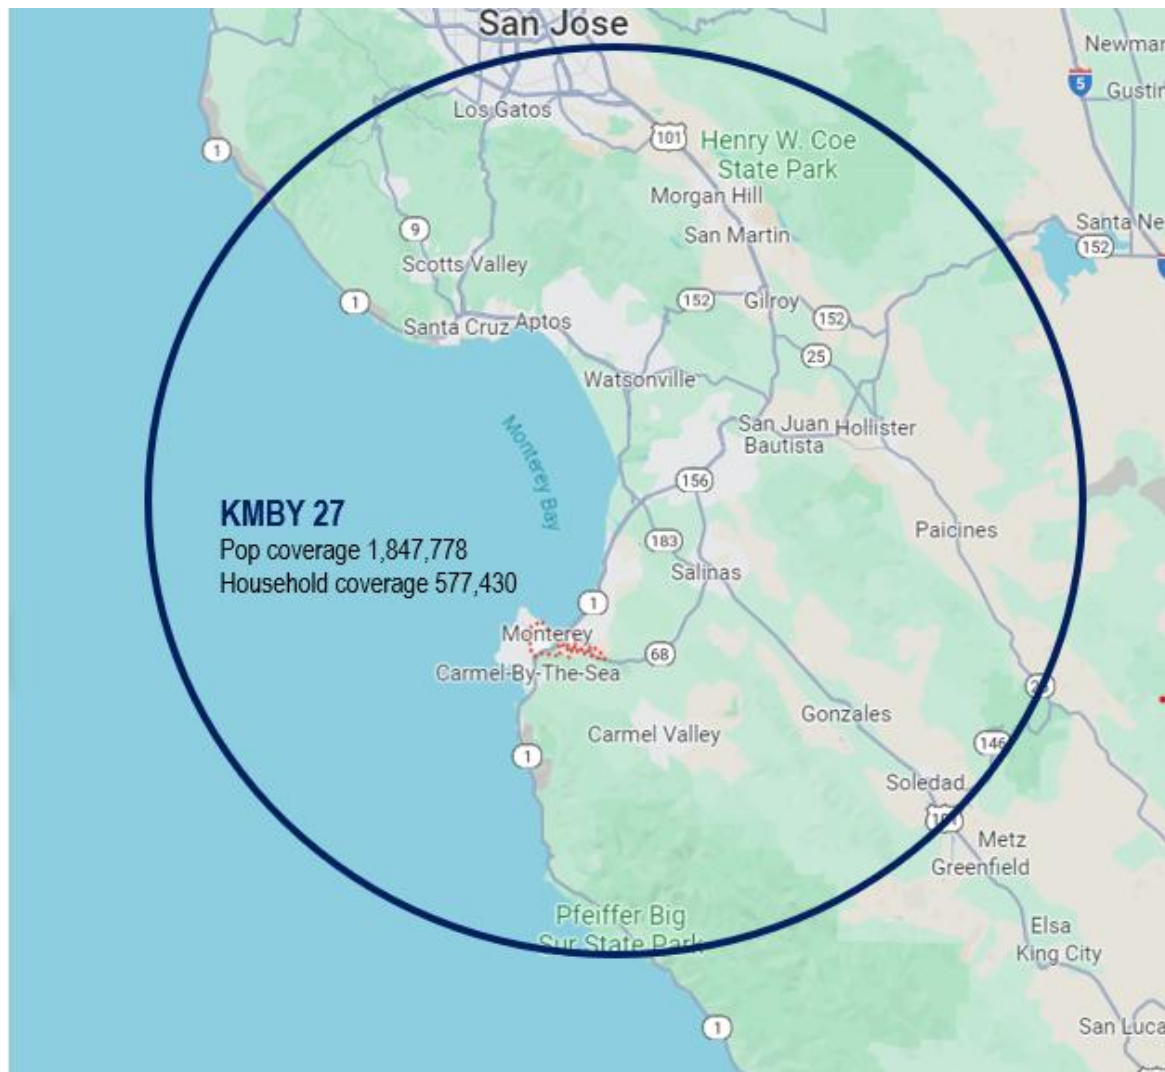 San Jose
Newman
Los Gatos
5
Gustin
101
Henry W. Coe
State Park
1
Morgan Hill
9
San Martin
Santa Ne
152
Scotts Valley
1
152
Gilroy
152
Santa Cruz
Aptos
25
Watsonville
San Juan
Bautista
Hollister
Monterey Bay
156
KMBY 27
Pop coverage 1,847,778
Household coverage 577,430
Paicines
183
Salinas
1
Monterey
68
Carmel-By-The-Sea
25
Gonzales
Carmel Valley
146
1
Soledad
101
Metz
Greenfield
Pfeiffer Big
Sur State Park
Elsa
King City
1
San Luca